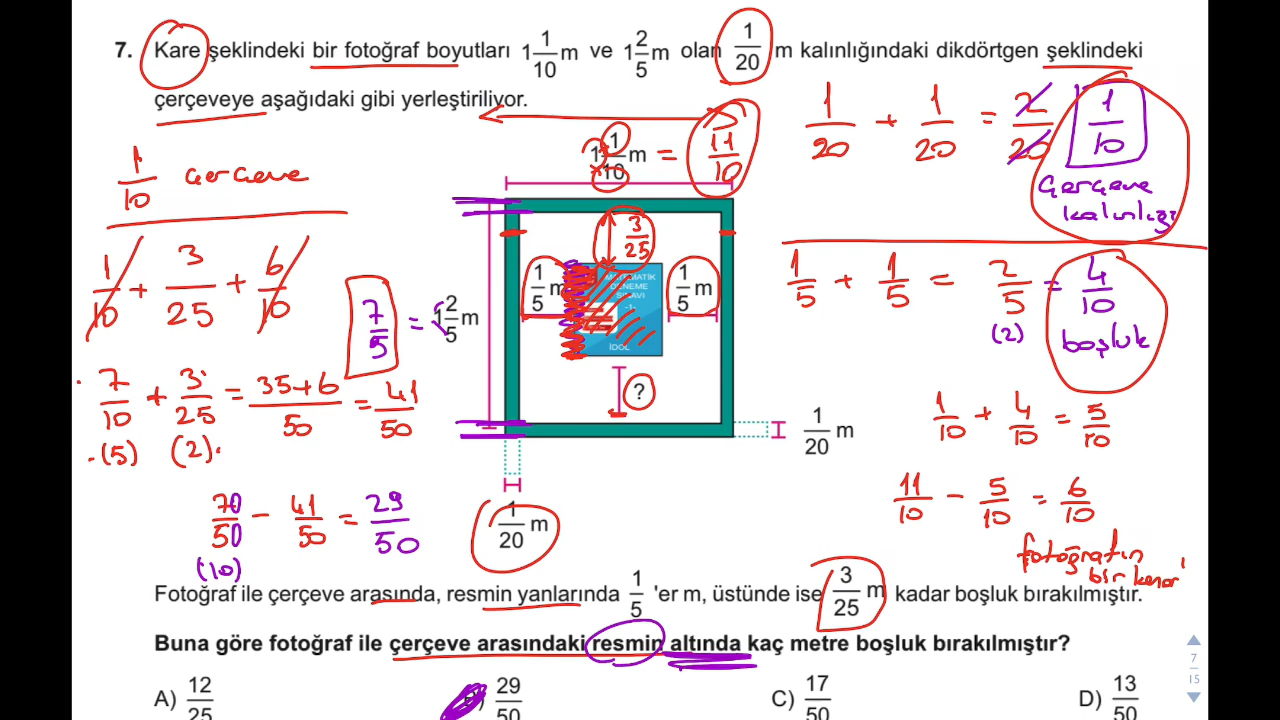 7. Kare şeklindeki bir fotoğraf boyutları 1 1/10 m ve 1 2/5 m olan 1/20 m kalınlığındaki dikdörtgen şeklindeki
çerçeveye aşağıdaki gibi yerleştiriliyor.
1/20 + 1/20 = 2/20 1/10
çerçeve
kalınlığı
1 1/10 m = 11/10
1/10 çerçeve
1/10 + 3/25 + 6/10
7/5 = 1 2/5 m
3/25
1/5 m
1/5 m
MATEMATİK
DENEME
SINAVI
-1-
İDOL
?
1/5 + 1/5 = 2/5 = 4/10
(2) boşluk
7/10 + 3/25 = 35+6/50 = 41/50
(5) (2)
1/10 + 4/10 = 5/10
1/20 m
11/10 - 5/10 = 6/10
fotoğrafın
bir kenarı
70/50 - 41/50 = 29/50
(10)
1/20 m
Fotoğraf ile çerçeve arasında, resmin yanlarında 1/5 'er m, üstünde ise 3/25 m kadar boşluk bırakılmıştır.
Buna göre fotoğraf ile çerçeve arasındaki resmin altında kaç metre boşluk bırakılmıştır?
A) 12/25 B) 29/50 C) 17/50 D) 13/50
7
15